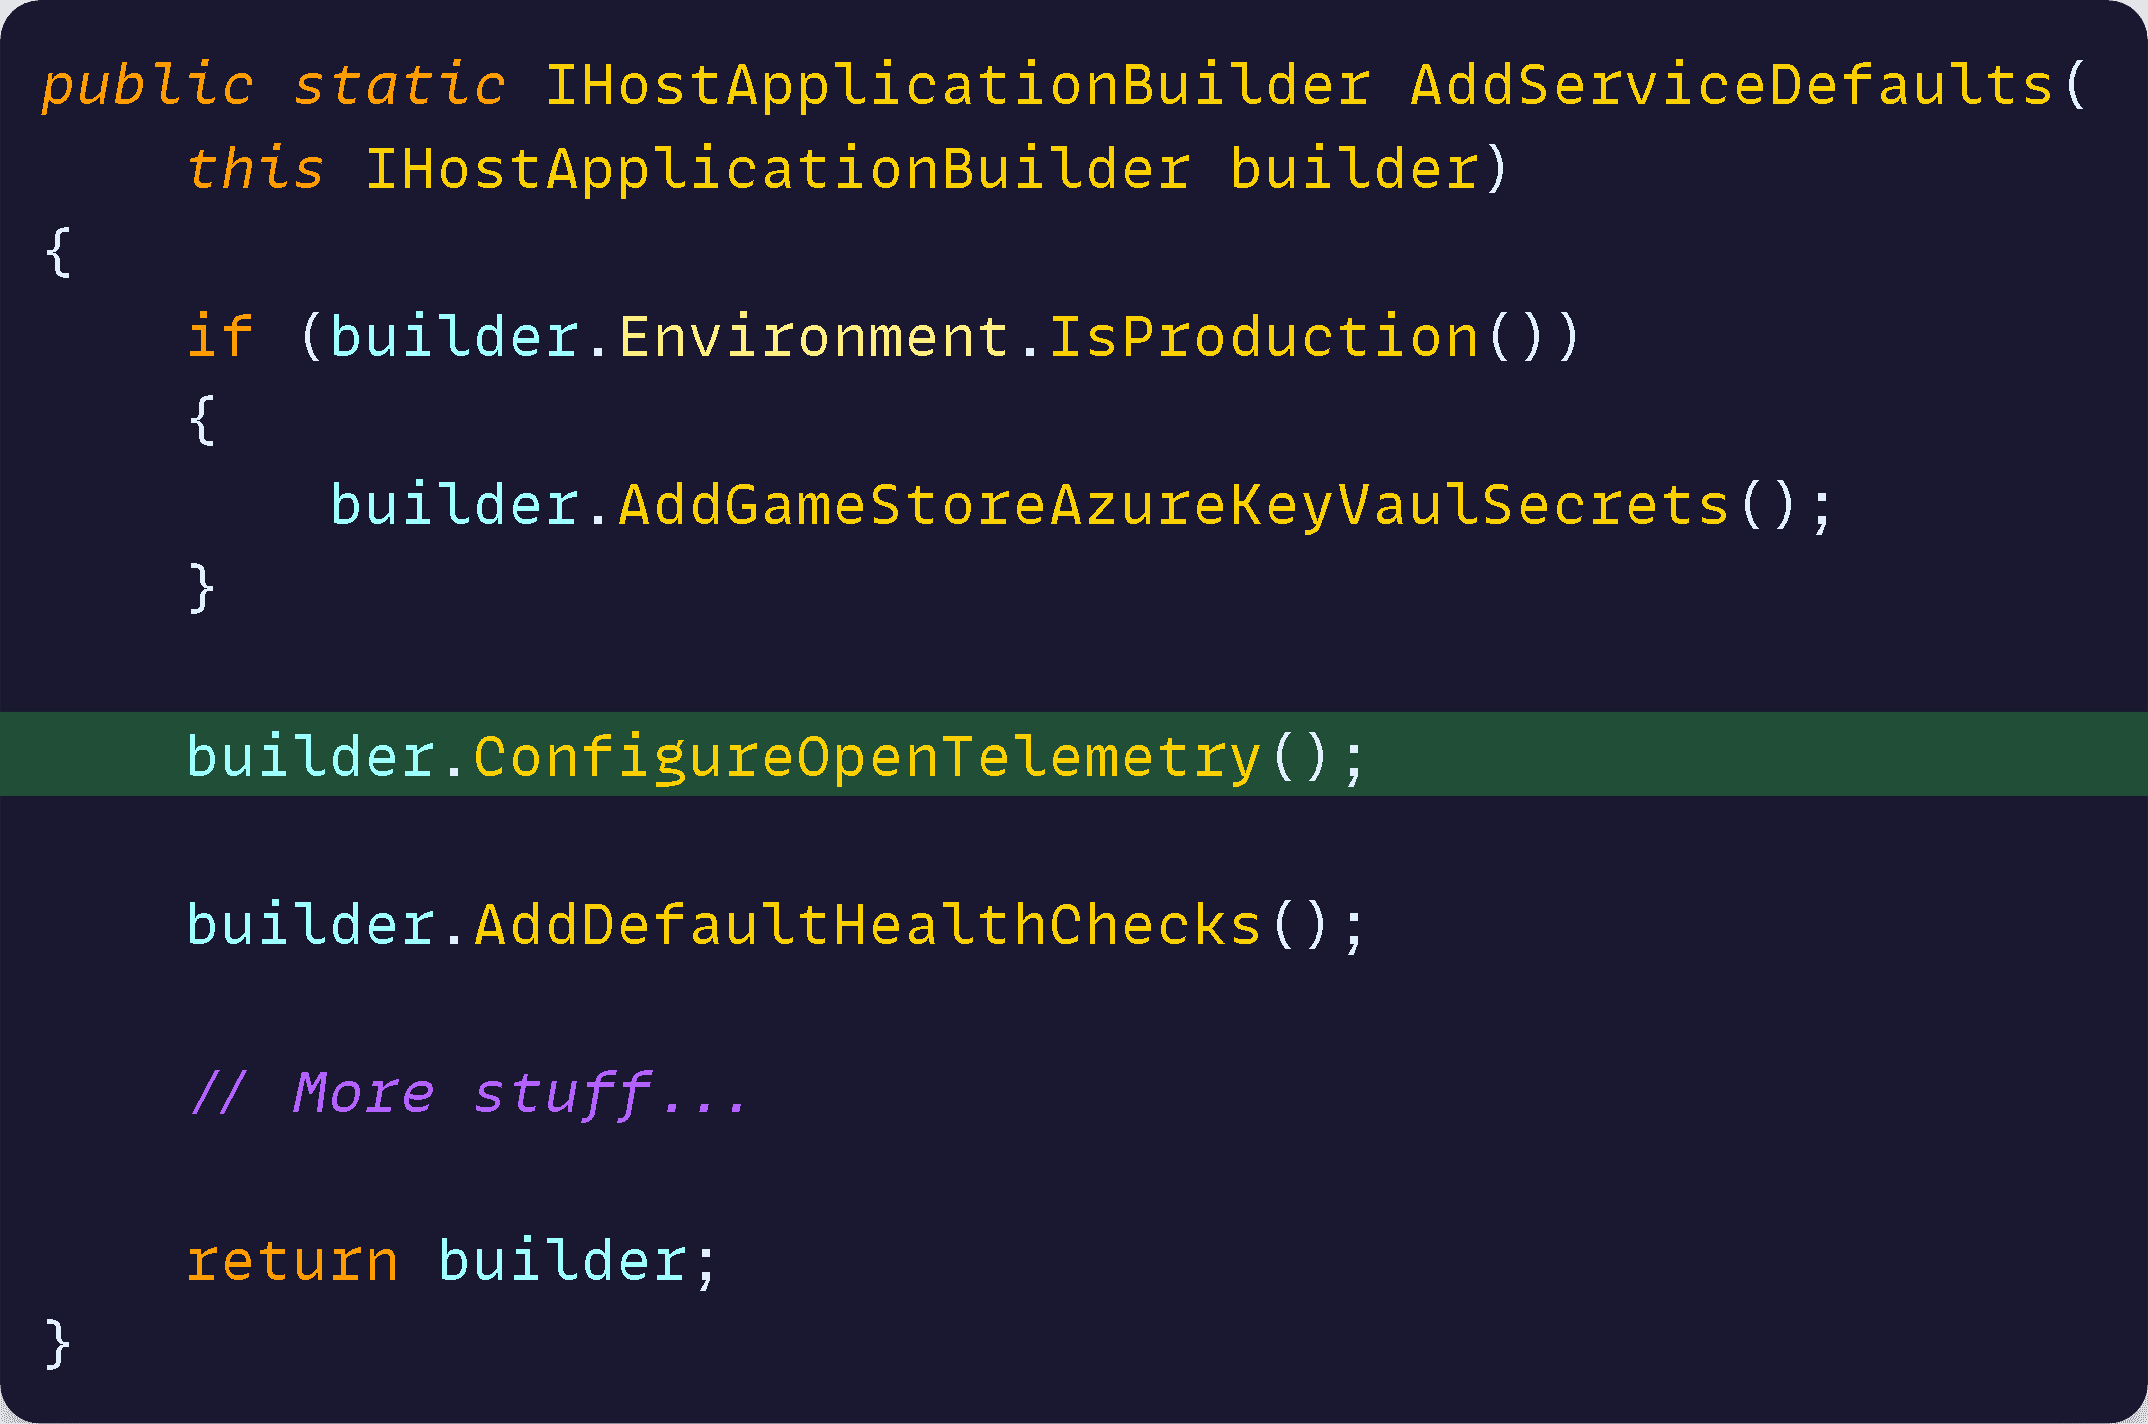 public static IHostApplicationBuilder AddServiceDefaults(
    this IHostApplicationBuilder builder)
{
    if (builder.Environment.IsProduction())
    {
        builder.AddGameStoreAzureKeyVaulSecrets();
    }

    builder.ConfigureOpenTelemetry();

    builder.AddDefaultHealthChecks();

    // More stuff...

    return builder;
}